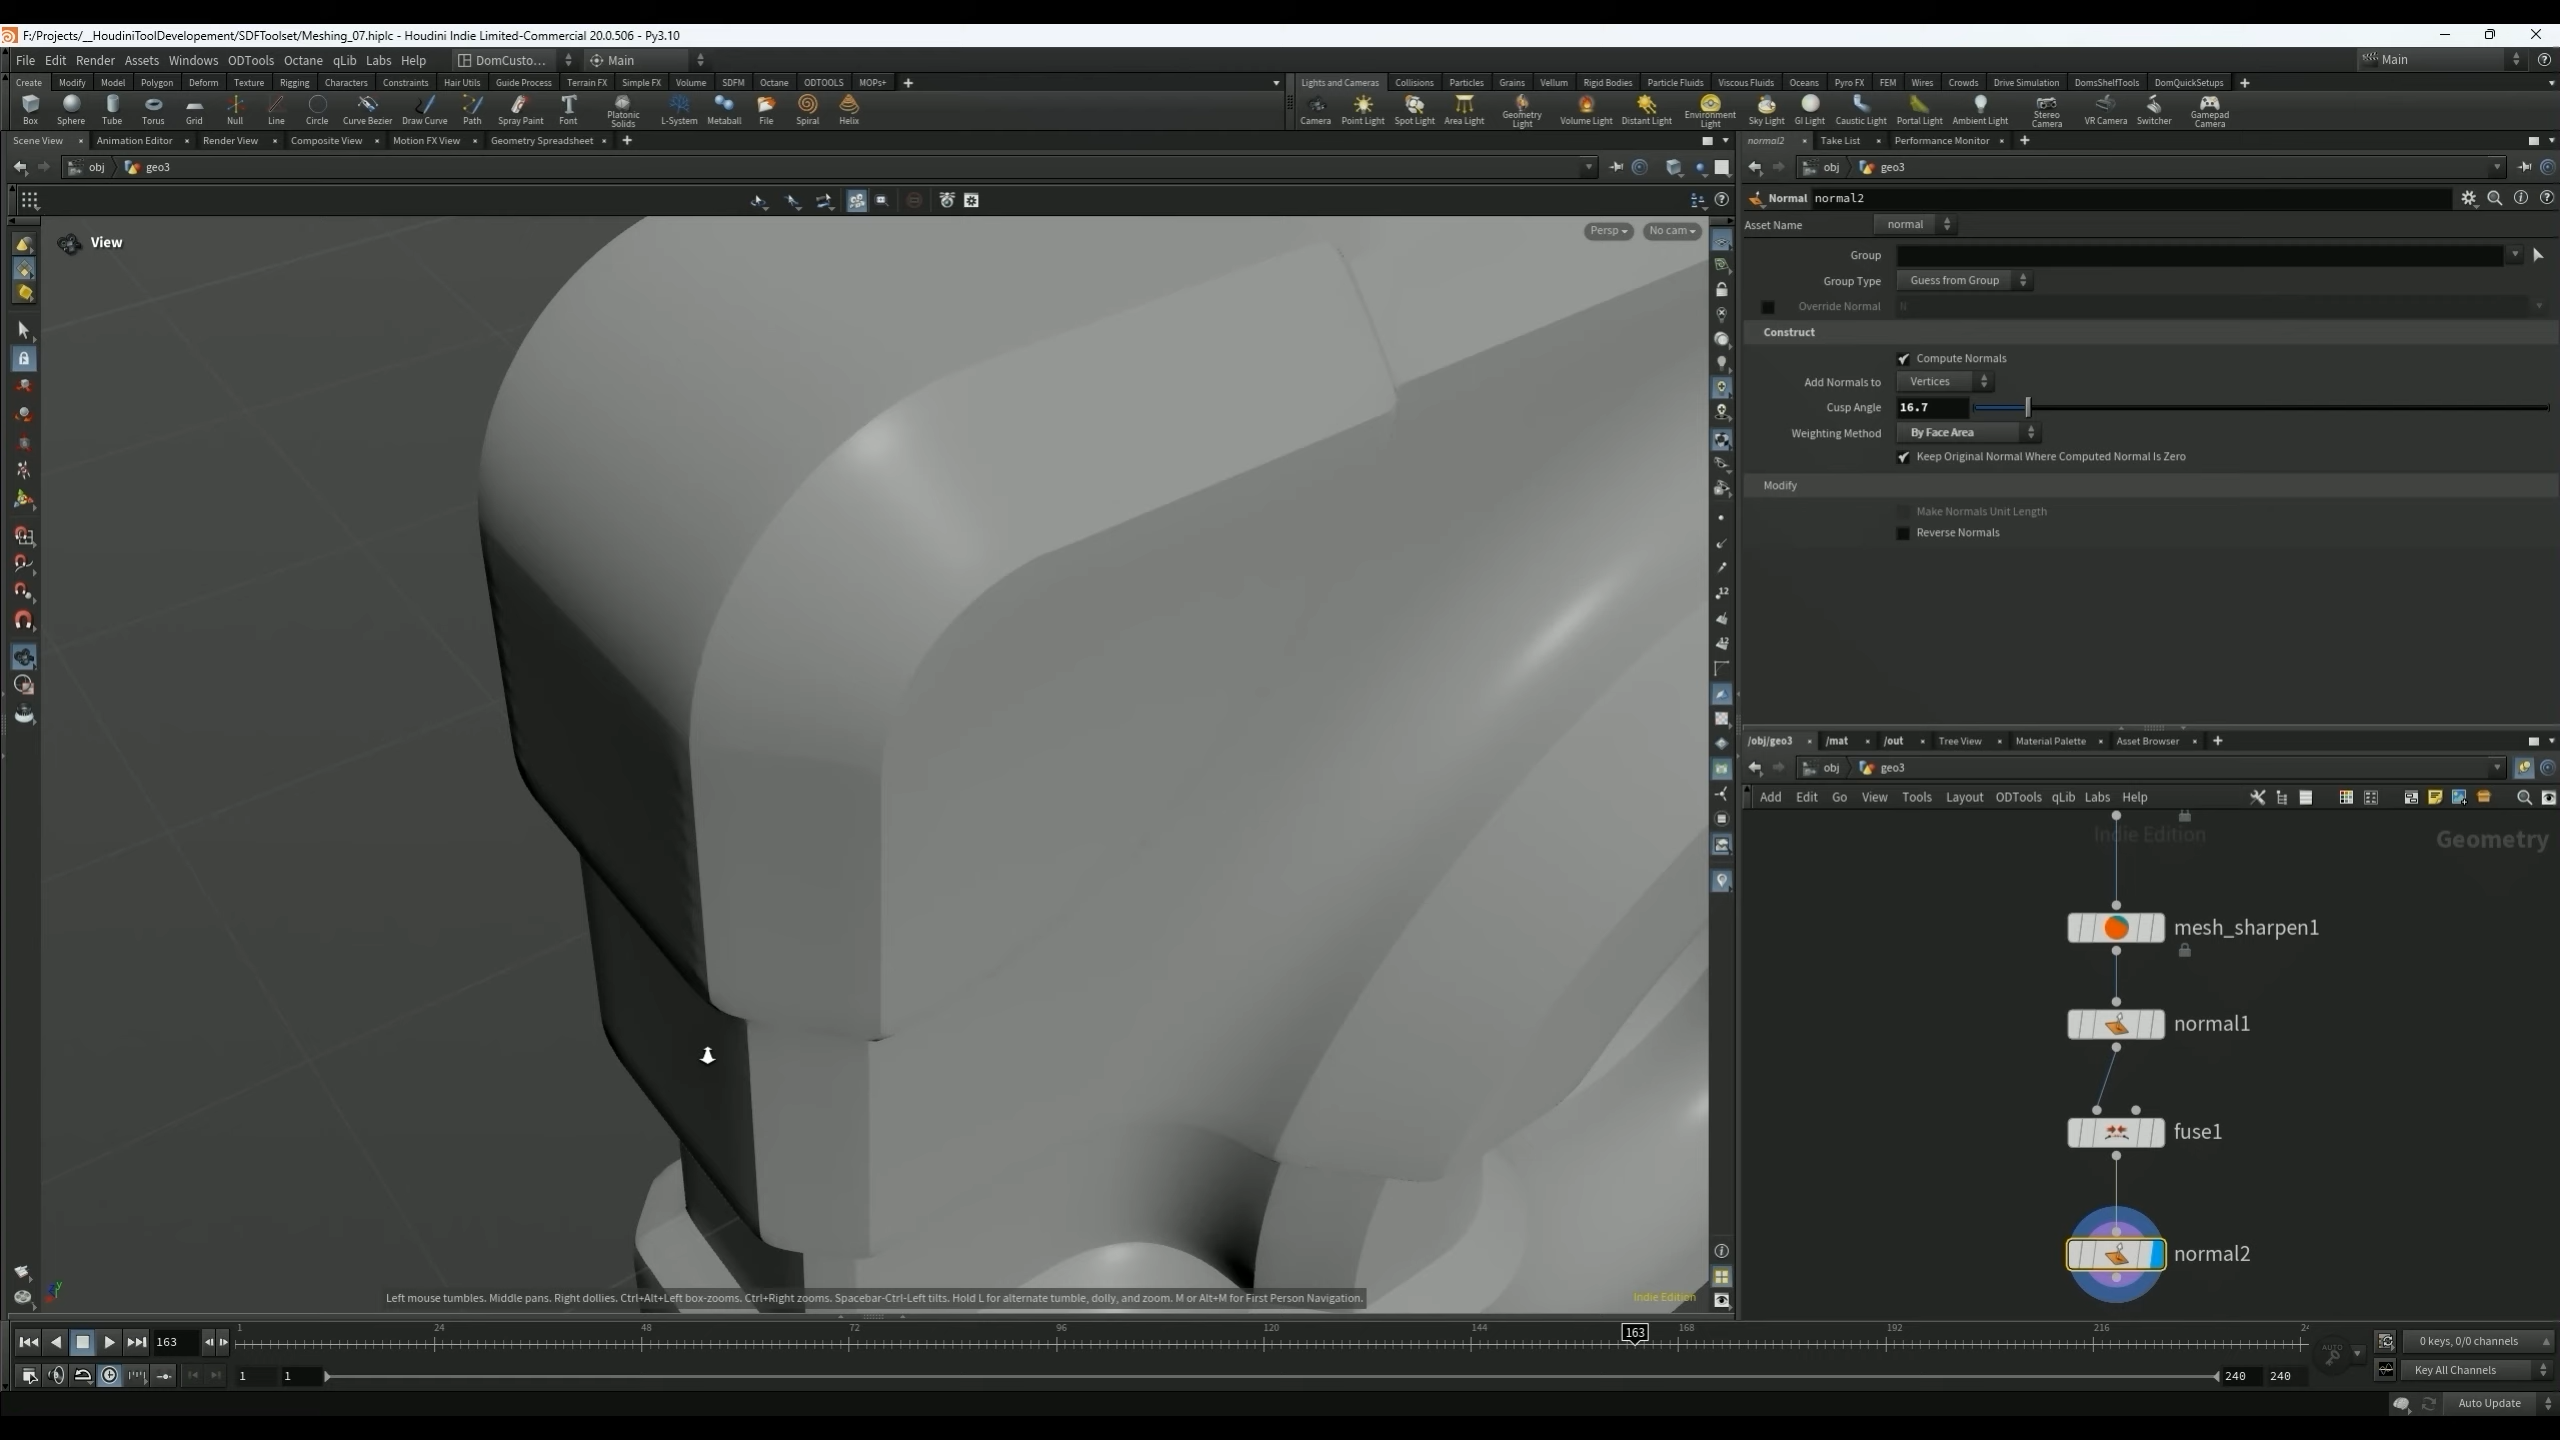 F:/Projects/__HoudiniToolDevelopement/SDFToolset/Meshing_07.hiplc - Houdini Indie Limited-Commercial 20.0.506 - Py3.10
File Edit Render Assets Windows ODTools Octane qLib Labs Help DomCusto... Main Main
Create Modify Model Polygon Deform Texture Rigging Characters Constraints Hair Utils Guide Process Terrain FX Simple FX Volume SDFM Octane ODTOOLS MOPs+
Lights and Cameras Collisions Particles Grains Vellum Rigid Bodies Particle Fluids Viscous Fluids Oceans Pyro FX FEM Wires Crowds Drive Simulation DomsShelfTools DomQuickSetups
Box Sphere Tube Torus Grid Null Line Circle Curve Bezier Draw Curve Path Spray Paint Font Platonic Solids L-System Metaball File Spiral Helix
Camera Point Light Spot Light Area Light Geometry Light Volume Light Distant Light Environment Light Sky Light GI Light Caustic Light Portal Light Ambient Light Stereo Camera VR Camera Switcher Gamepad Camera
Scene View Animation Editor Render View Composite View Motion FX View Geometry Spreadsheet
normal2 Take List Performance Monitor
obj geo3
obj geo3
Normal normal2
Asset Name normal
View
Persp No cam
Group
Group Type Guess from Group
Override Normal N
Construct
Compute Normals
Add Normals to Vertices
Cusp Angle 16.7
Weighting Method By Face Area
Keep Original Normal Where Computed Normal Is Zero
Modify
Make Normals Unit Length
Reverse Normals
12
12
/obj/geo3 /mat /out Tree View Material Palette Asset Browser
obj geo3
Add Edit Go View Tools Layout ODTools qLib Labs Help
Indie Edition
Geometry
mesh_sharpen1
normal1
fuse1
normal2
Left mouse tumbles. Middle pans. Right dollies. Ctrl+Alt+Left box-zooms. Ctrl+Right zooms. Spacebar-Ctrl-Left tilts. Hold L for alternate tumble, dolly, and zoom. M or Alt+M for First Person Navigation.
Indie Edition
163 1 24 48 72 96 120 144 163 168 192 216
AUTO
0 keys, 0/0 channels
1 1 240 240
Key All Channels
Auto Update